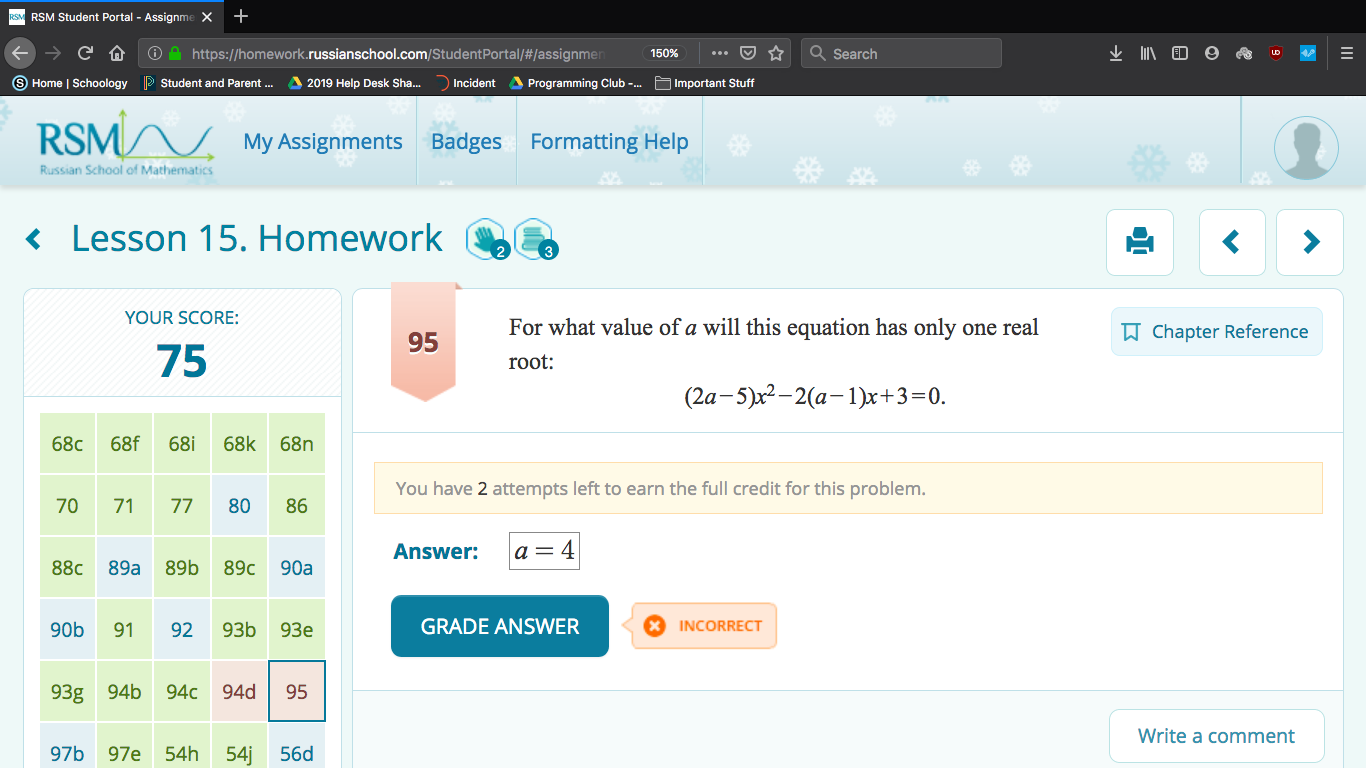 RSM RSM Student Portal - Assignme
https://homework.russianschool.com/StudentPortal/#/assignmen 150% Search
Home | Schoology Student and Parent ... 2019 Help Desk Sha... Incident Programming Club -... Important Stuff
RSM
Russian School of Mathematics
My Assignments Badges Formatting Help
Lesson 15. Homework 2 3
YOUR SCORE:
75
68c 68f 68i 68k 68n
70 71 77 80 86
88c 89a 89b 89c 90a
90b 91 92 93b 93e
93g 94b 94c 94d 95
97b 97e 54h 54j 56d
95
For what value of a will this equation has only one real
root:
(2a−5)x²−2(a−1)x+3=0.
Chapter Reference
You have 2 attempts left to earn the full credit for this problem.
Answer: a = 4
GRADE ANSWER INCORRECT
Write a comment